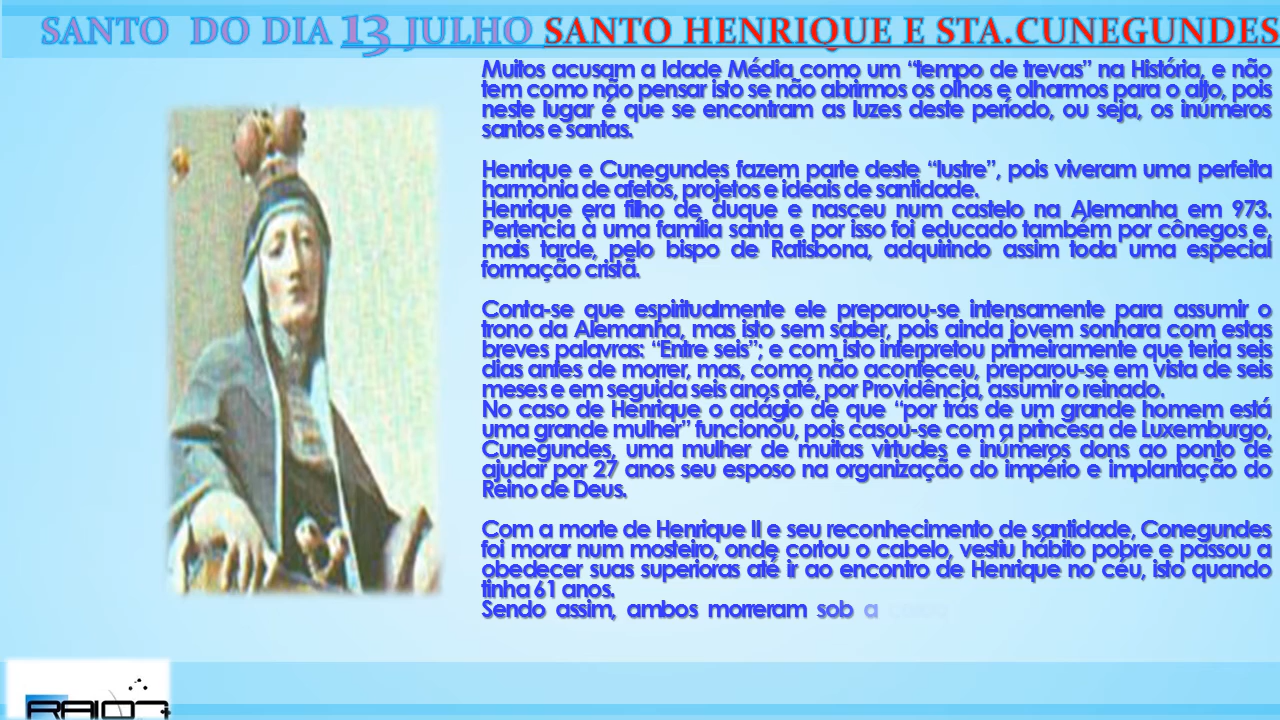 SANTO DO DIA 13 JULHO SANTO HENRIQUE E STA.CUNEGUNDES
Muitos acusam a Idade Média como um “tempo de trevas” na História, e não
tem como não pensar isto se não abrirmos os olhos e olharmos para o alto, pois
neste lugar é que se encontram as luzes deste período, ou seja, os inúmeros
santos e santas.
Henrique e Cunegundes fazem parte deste “lustre”, pois viveram uma perfeita
harmonia de afetos, projetos e ideais de santidade.
Henrique era filho de duque e nasceu num castelo na Alemanha em 973.
Pertencia à uma família santa e por isso foi educado também por cônegos e,
mais tarde, pelo bispo de Ratisbona, adquirindo assim toda uma especial
formação cristã.
Conta-se que espiritualmente ele preparou-se intensamente para assumir o
trono da Alemanha, mas isto sem saber, pois ainda jovem sonhara com estas
breves palavras: “Entre seis”; e com isto interpretou primeiramente que teria seis
dias antes de morrer, mas, como não aconteceu, preparou-se em vista de seis
meses e em seguida seis anos até, por Providência, assumir o reinado.
No caso de Henrique o adágio de que “por trás de um grande homem está
uma grande mulher” funcionou, pois casou-se com a princesa de Luxemburgo,
Cunegundes, uma mulher de muitas virtudes e inúmeros dons ao ponto de
ajudar por 27 anos seu esposo na organização do império e implantação do
Reino de Deus.
Com a morte de Henrique II e seu reconhecimento de santidade, Conegundes
foi morar num mosteiro, onde cortou o cabelo, vestiu hábito pobre e passou a
obedecer suas superioras até ir ao encontro de Henrique no céu, isto quando
tinha 61 anos.
Sendo assim, ambos morreram sob a